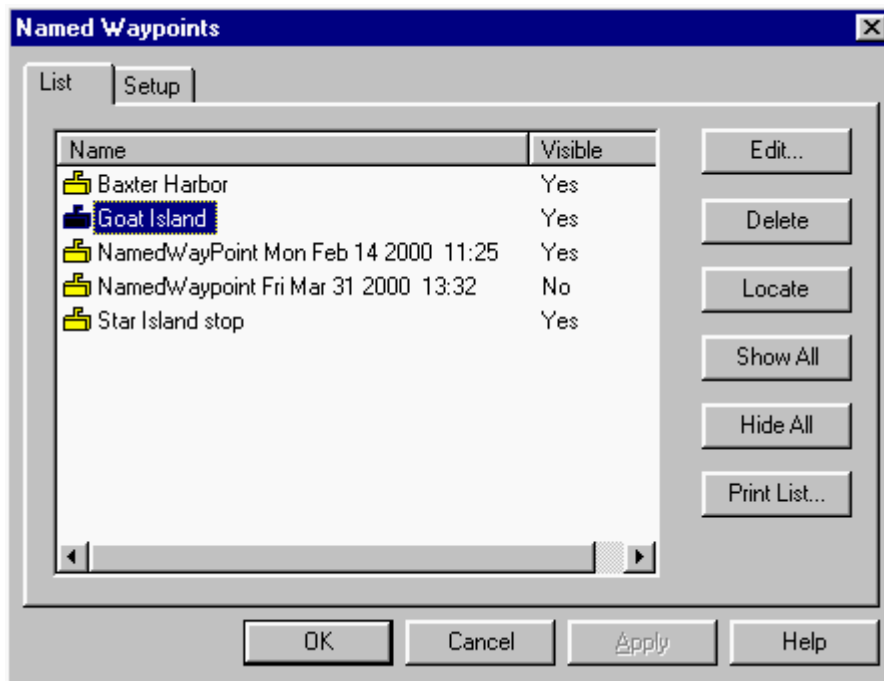 Named Waypoints
List Setup
Name Visible
Baxter Harbor Yes
Goat Island Yes
NamedWayPoint Mon Feb 14 2000 11:25 Yes
NamedWaypoint Fri Mar 31 2000 13:32 No
Star Island stop Yes
Edit...
Delete
Locate
Show All
Hide All
Print List...
OK Cancel Apply Help